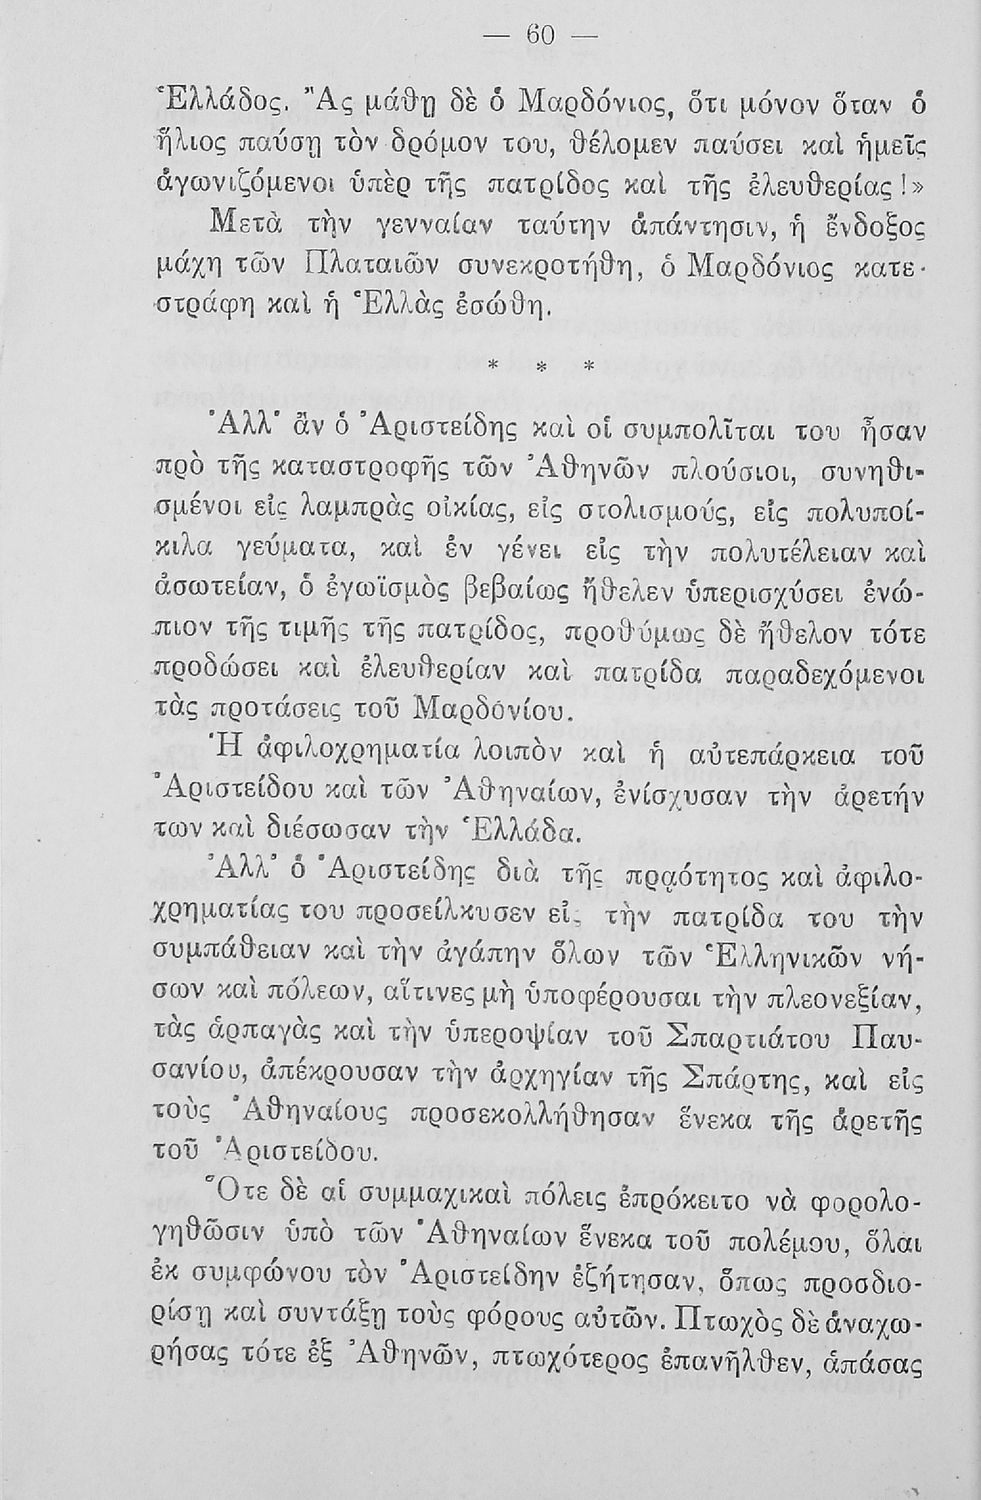 — 60 —
Ἑλλάδος. Ἂς μάθῃ δὲ ὁ Μαρδόνιος, ὅτι μόνον ὅταν ὁ
ἥλιος παύσῃ τὸν δρόμον του, θέλομεν παύσει καὶ ἡμεῖς
ἀγωνιζόμενοι ὑπὲρ τῆς πατρίδος καὶ τῆς ἐλευθερίας!»
Μετὰ τὴν γενναίαν ταύτην ἀπάντησιν, ἡ ἔνδοξος
μάχη τῶν Πλαταιῶν συνεκροτήθη, ὁ Μαρδόνιος κατε-
στράφη καὶ ἡ Ἑλλὰς ἐσώθη.
* * *
Ἀλλ' ἂν ὁ Ἀριστείδης καὶ οἱ συμπολῖται του ἦσαν
πρὸ τῆς καταστροφῆς τῶν Ἀθηνῶν πλούσιοι, συνηθι-
σμένοι εἰς λαμπρὰς οἰκίας, εἰς στολισμούς, εἰς πολυποί-
κιλα γεύματα, καὶ ἐν γένει εἰς τὴν πολυτέλειαν καὶ
ἀσωτείαν, ὁ ἐγωϊσμὸς βεβαίως ἤθελεν ὑπερισχύσει ἐνώ-
πιον τῆς τιμῆς τῆς πατρίδος, προθύμως δὲ ἤθελον τότε
προδώσει καὶ ἐλευθερίαν καὶ πατρίδα παραδεχόμενοι
τὰς προτάσεις τοῦ Μαρδονίου.
Ἡ ἀφιλοχρηματία λοιπὸν καὶ ἡ αὐτεπάρκεια τοῦ
Ἀριστείδου καὶ τῶν Ἀθηναίων, ἐνίσχυσαν τὴν ἀρετήν
των καὶ διέσωσαν τὴν Ἑλλάδα.
Ἀλλ' ὁ Ἀριστείδης διὰ τῆς πρᾳότητος καὶ ἀφιλο-
χρηματίας του προσείλκυσεν εἰς τὴν πατρίδα του τὴν
συμπάθειαν καὶ τὴν ἀγάπην ὅλων τῶν Ἑλληνικῶν νή-
σων καὶ πόλεων, αἵτινες μὴ ὑποφέρουσαι τὴν πλεονεξίαν,
τὰς ἁρπαγὰς καὶ τὴν ὑπεροψίαν τοῦ Σπαρτιάτου Παυ-
σανίου, ἀπέκρουσαν τὴν ἀρχηγίαν τῆς Σπάρτης, καὶ εἰς
τοὺς Ἀθηναίους προσεκολλήθησαν ἕνεκα τῆς ἀρετῆς
τοῦ Ἀριστείδου.
Ὅτε δὲ αἱ συμμαχικαὶ πόλεις ἐπρόκειτο νὰ φορολο-
γηθῶσιν ὑπὸ τῶν Ἀθηναίων ἕνεκα τοῦ πολέμου, ὅλαι
ἐκ συμφώνου τὸν Ἀριστείδην ἐζήτησαν, ὅπως προσδιο-
ρίσῃ καὶ συντάξῃ τοὺς φόρους αὐτῶν. Πτωχὸς δὲ ἀναχω-
ρήσας τότε ἐξ Ἀθηνῶν, πτωχότερος ἐπανῆλθεν, ἁπάσας